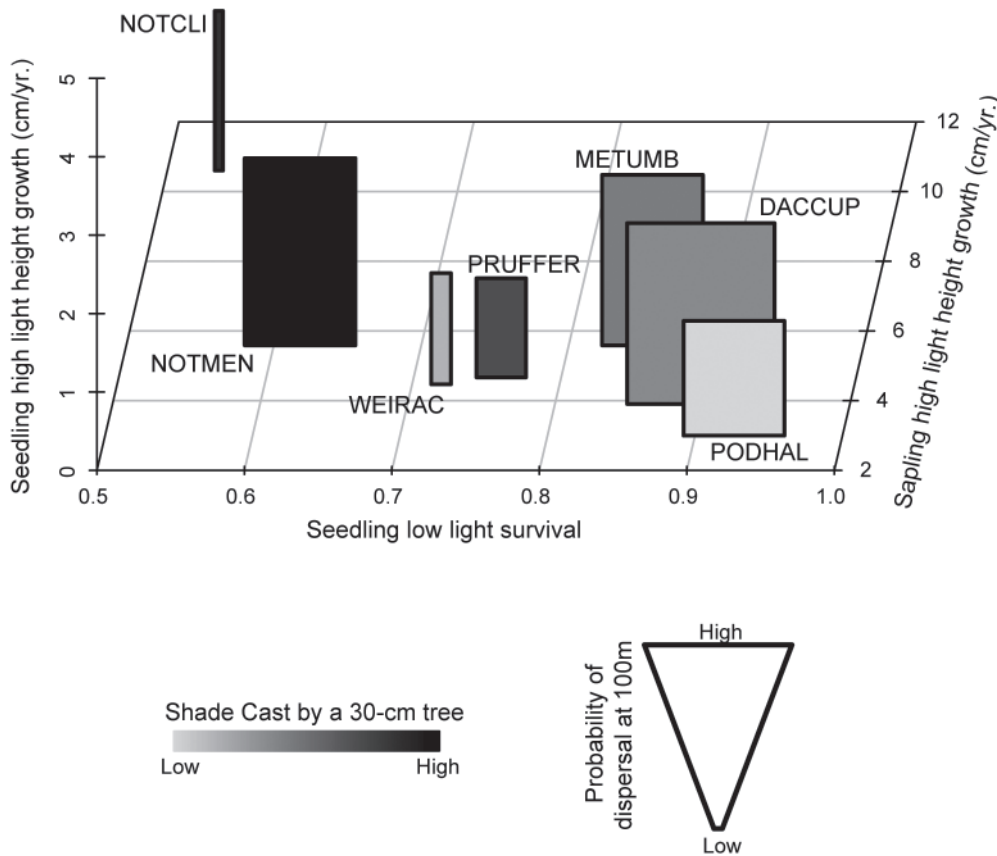 NOTCLI
Seedling high light height growth (cm/yr.)
5
4
3
2
1
0
12
10
8
6
4
2
Sapling high light height growth (cm/yr.)
METUMB
DACCUP
PRUFFER
NOTMEN
WEIRAC
PODHAL
0.5 0.6 0.7 0.8 0.9 1.0
Seedling low light survival
Shade Cast by a 30-cm tree
Low High
High
Probability of
dispersal at 100m
Low